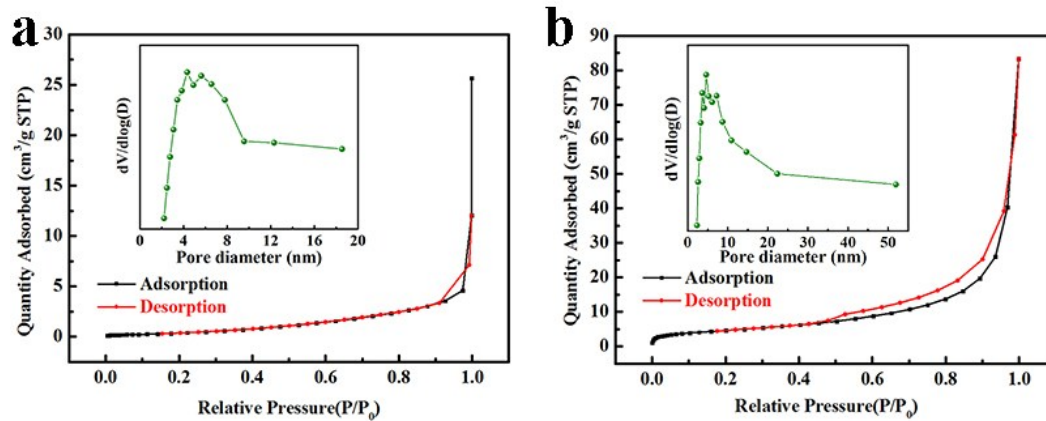 a
Quantity Adsorbed (cm³/g STP)
30
25
20
15
10
5
0
0.0 0.2 0.4 0.6 0.8 1.0
Relative Pressure(P/P₀)
dV/dlog(D)
0 4 8 12 16 20
Pore diameter (nm)
Adsorption
Desorption
b
Quantity Adsorbed (cm³/g STP)
90
80
70
60
50
40
30
20
10
0
0.0 0.2 0.4 0.6 0.8 1.0
Relative Pressure(P/P₀)
dV/dlog(D)
0 10 20 30 40 50
Pore diameter (nm)
Adsorption
Desorption